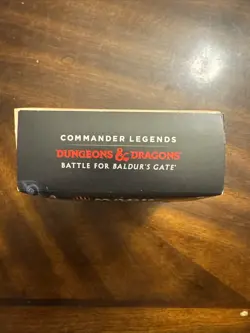 COMMANDER LEGENDS
DUNGEONS & DRAGONS®
BATTLE FOR BALDUR'S GATE®